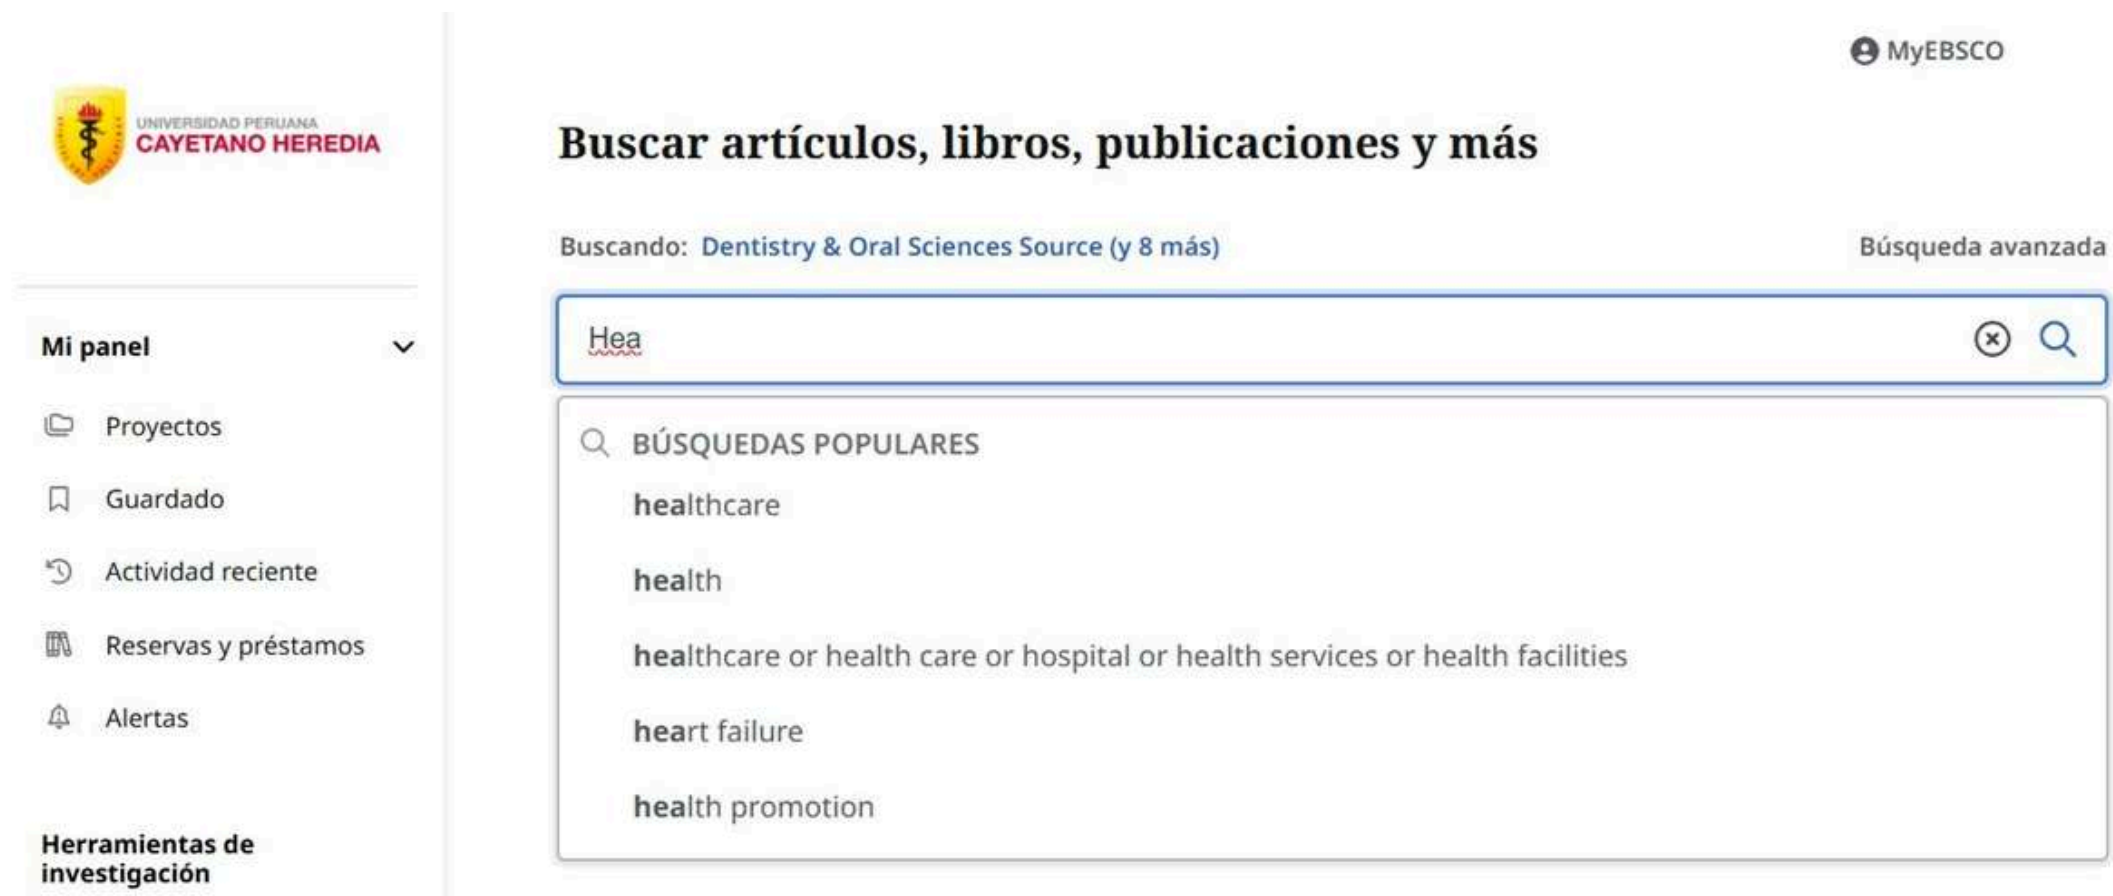 MyEBSCO
UNIVERSIDAD PERUANA
CAYETANO HEREDIA
Buscar artículos, libros, publicaciones y más
Buscando: Dentistry & Oral Sciences Source (y 8 más)
Búsqueda avanzada
Mi panel
Proyectos
Guardado
Actividad reciente
Reservas y préstamos
Alertas
Herramientas de
investigación
Hea
BÚSQUEDAS POPULARES
healthcare
health
healthcare or health care or hospital or health services or health facilities
heart failure
health promotion